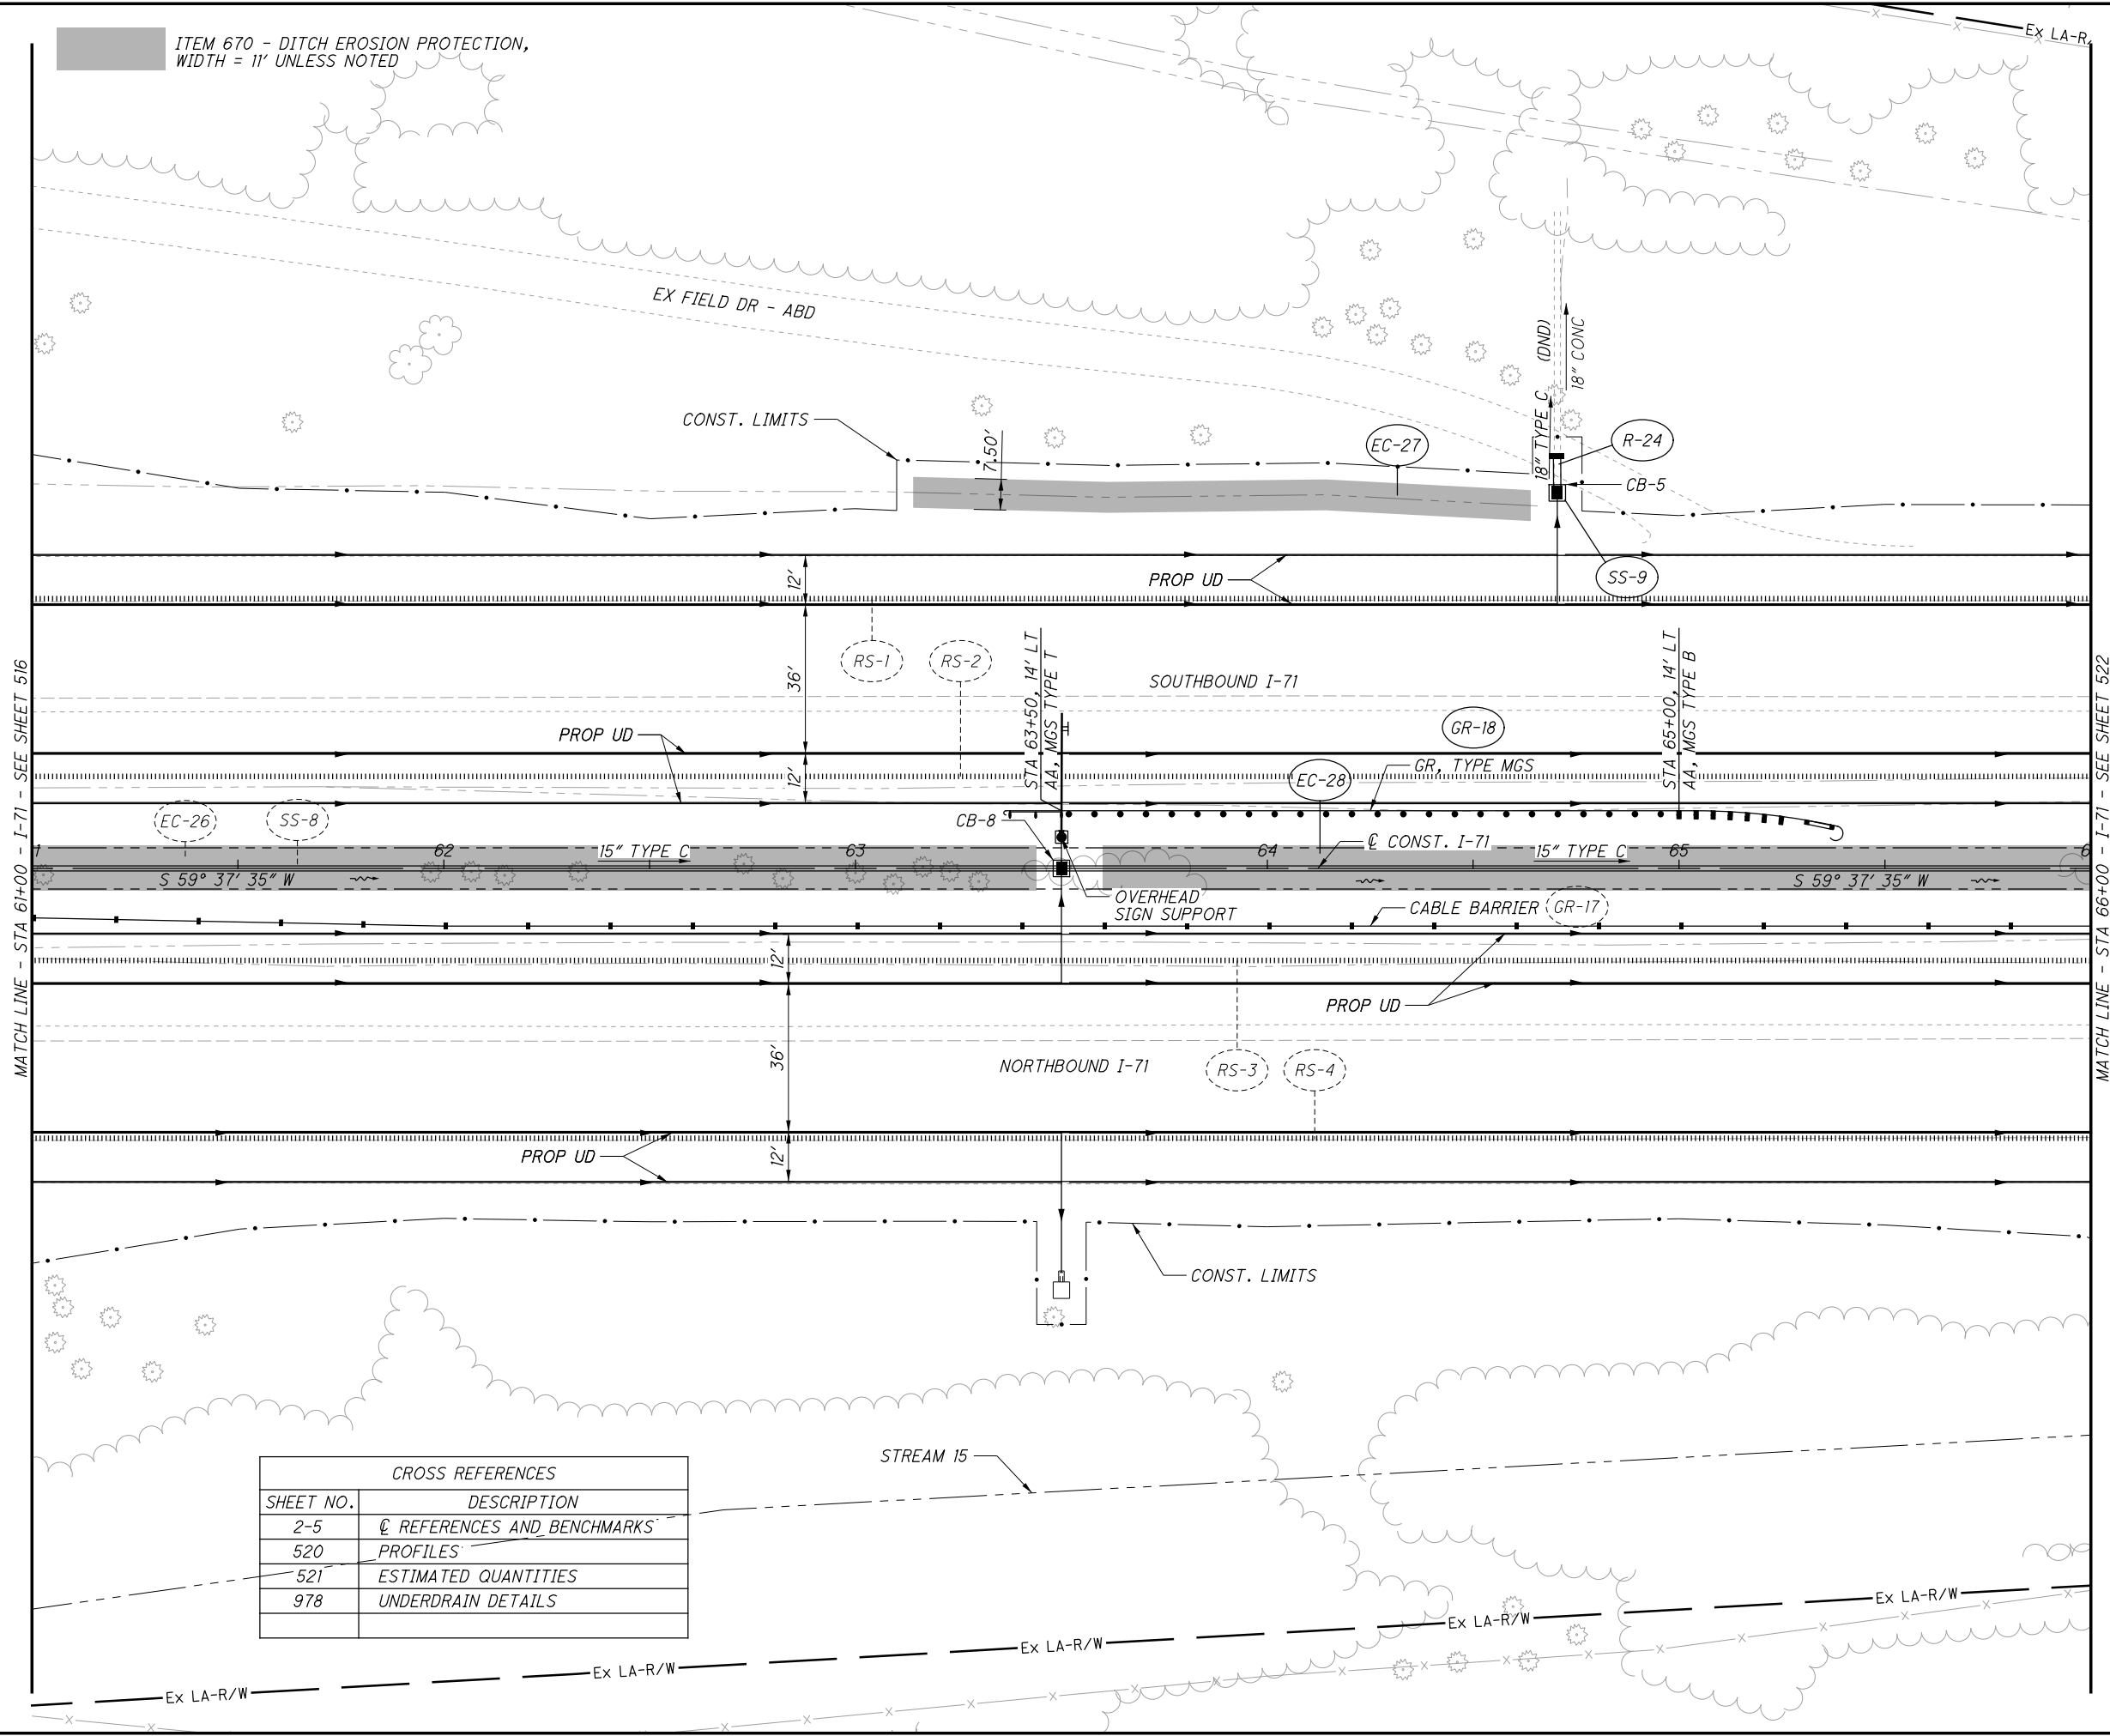 ITEM 670 - DITCH EROSION PROTECTION,
WIDTH = 11' UNLESS NOTED
Ex LA-R/
EX FIELD DR - ABD
CONST. LIMITS
7.50'
EC-27
18" TYPE C (DND)
18" CONC
R-24
CB-5
SS-9
12'
PROP UD
36'
RS-1
RS-2
STA 63+50, 14' LT
AA, MGS TYPE T
SOUTHBOUND I-71
STA 65+00, 14' LT
AA, MGS TYPE B
PROP UD
GR-18
12'
GR, TYPE MGS
EC-28
EC-26
SS-8
CB-8
℄ CONST. I-71
1
62
15" TYPE C
63
64
15" TYPE C
65
6
S 59° 37' 35" W
S 59° 37' 35" W
OVERHEAD
SIGN SUPPORT
CABLE BARRIER
GR-17
12'
PROP UD
36'
NORTHBOUND I-71
RS-3
RS-4
PROP UD
12'
CONST. LIMITS
MATCH LINE - STA 61+00 - I-71 - SEE SHEET 516
MATCH LINE - STA 66+00 - I-71 - SEE SHEET 522
STREAM 15
CROSS REFERENCES
SHEET NO. DESCRIPTION
2-5 ℄ REFERENCES AND BENCHMARKS
520 PROFILES
521 ESTIMATED QUANTITIES
978 UNDERDRAIN DETAILS
Ex LA-R/W
Ex LA-R/W
Ex LA-R/W
Ex LA-R/W